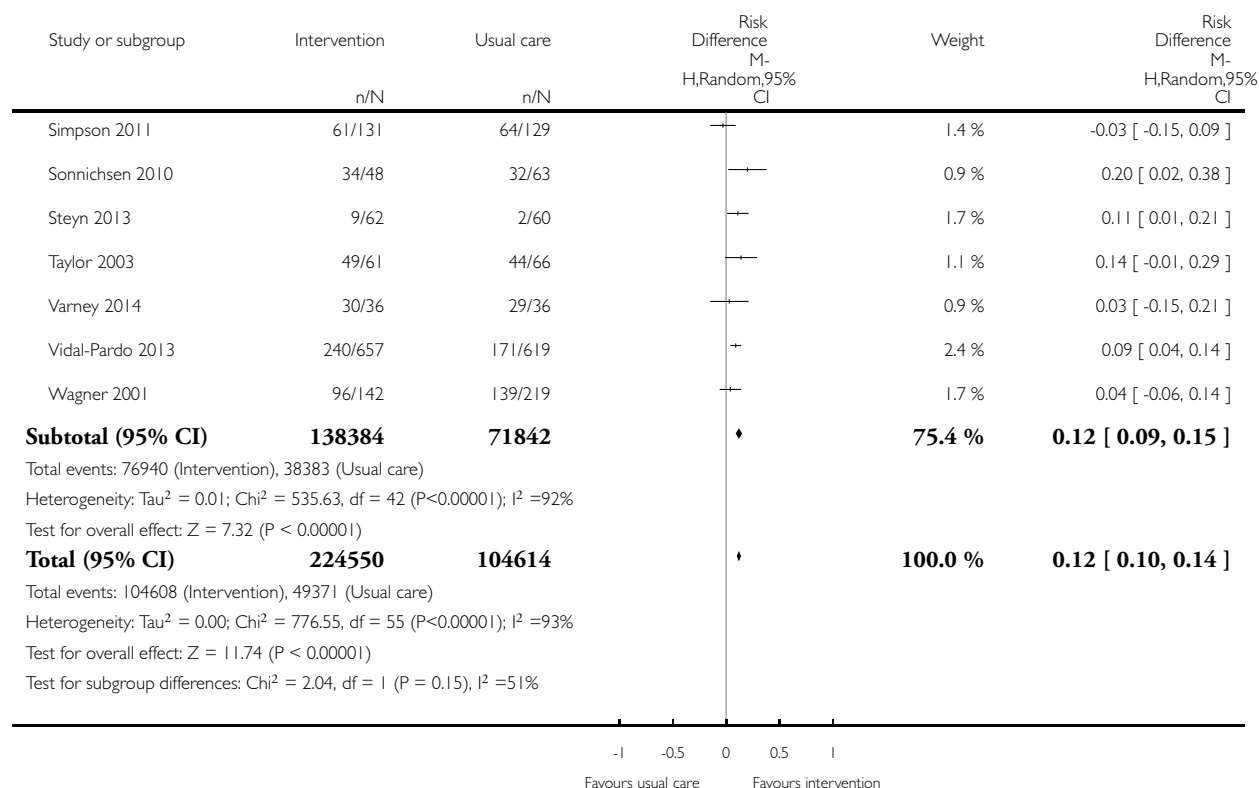 Study or subgroup Intervention Usual care Risk Difference Weight Risk Difference
M-H,Random,95% CI M-H,Random,95% CI
n/N n/N
Simpson 2011 61/131 64/129 1.4 % -0.03 [ -0.15, 0.09 ]
Sonnichsen 2010 34/48 32/63 0.9 % 0.20 [ 0.02, 0.38 ]
Steyn 2013 9/62 2/60 1.7 % 0.11 [ 0.01, 0.21 ]
Taylor 2003 49/61 44/66 1.1 % 0.14 [ -0.01, 0.29 ]
Varney 2014 30/36 29/36 0.9 % 0.03 [ -0.15, 0.21 ]
Vidal-Pardo 2013 240/657 171/619 2.4 % 0.09 [ 0.04, 0.14 ]
Wagner 2001 96/142 139/219 1.7 % 0.04 [ -0.06, 0.14 ]
Subtotal (95% CI) 138384 71842 75.4 % 0.12 [ 0.09, 0.15 ]
Total events: 76940 (Intervention), 38383 (Usual care)
Heterogeneity: Tau² = 0.01; Chi² = 535.63, df = 42 (P<0.00001); I² =92%
Test for overall effect: Z = 7.32 (P < 0.00001)
Total (95% CI) 224550 104614 100.0 % 0.12 [ 0.10, 0.14 ]
Total events: 104608 (Intervention), 49371 (Usual care)
Heterogeneity: Tau² = 0.00; Chi² = 776.55, df = 55 (P<0.00001); I² =93%
Test for overall effect: Z = 11.74 (P < 0.00001)
Test for subgroup differences: Chi² = 2.04, df = 1 (P = 0.15), I² =51%
-1 -0.5 0 0.5 1
Favours usual care Favours intervention